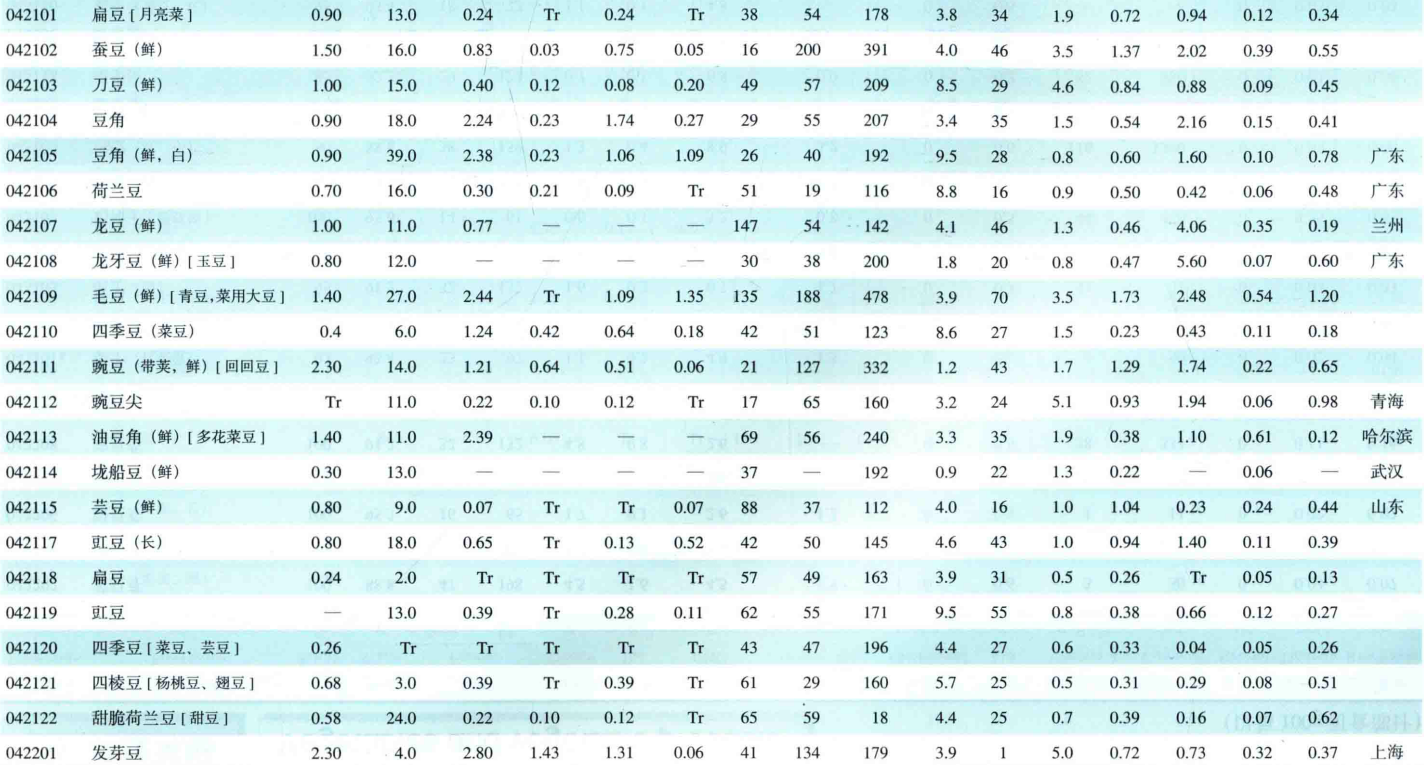 042101 扁豆 [ 月亮菜 ] 0.90 13.0 0.24 Tr 0.24 Tr 38 54 178 3.8 34 1.9 0.72 0.94 0.12 0.34
042102 蚕豆（鲜） 1.50 16.0 0.83 0.03 0.75 0.05 16 200 391 4.0 46 3.5 1.37 2.02 0.39 0.55
042103 刀豆（鲜） 1.00 15.0 0.40 0.12 0.08 0.20 49 57 209 8.5 29 4.6 0.84 0.88 0.09 0.45
042104 豆角 0.90 18.0 2.24 0.23 1.74 0.27 29 55 207 3.4 35 1.5 0.54 2.16 0.15 0.41
042105 豆角（鲜，白） 0.90 39.0 2.38 0.23 1.06 1.09 26 40 192 9.5 28 0.8 0.60 1.60 0.10 0.78 广东
042106 荷兰豆 0.70 16.0 0.30 0.21 0.09 Tr 51 19 116 8.8 16 0.9 0.50 0.42 0.06 0.48 广东
042107 龙豆（鲜） 1.00 11.0 0.77 — — — 147 54 142 4.1 46 1.3 0.46 4.06 0.35 0.19 兰州
042108 龙牙豆（鲜）[ 玉豆 ] 0.80 12.0 — — — — 30 38 200 1.8 20 0.8 0.47 5.60 0.07 0.60 广东
042109 毛豆（鲜）[ 青豆,菜用大豆 ] 1.40 27.0 2.44 Tr 1.09 1.35 135 188 478 3.9 70 3.5 1.73 2.48 0.54 1.20
042110 四季豆（菜豆） 0.4 6.0 1.24 0.42 0.64 0.18 42 51 123 8.6 27 1.5 0.23 0.43 0.11 0.18
042111 豌豆（带荚，鲜）[ 回回豆 ] 2.30 14.0 1.21 0.64 0.51 0.06 21 127 332 1.2 43 1.7 1.29 1.74 0.22 0.65
042112 豌豆尖 Tr 11.0 0.22 0.10 0.12 Tr 17 65 160 3.2 24 5.1 0.93 1.94 0.06 0.98 青海
042113 油豆角（鲜）[ 多花菜豆 ] 1.40 11.0 2.39 — — — 69 56 240 3.3 35 1.9 0.38 1.10 0.61 0.12 哈尔滨
042114 垅船豆（鲜） 0.30 13.0 — — — — 37 — 192 0.9 22 1.3 0.22 — 0.06 — 武汉
042115 芸豆（鲜） 0.80 9.0 0.07 Tr Tr 0.07 88 37 112 4.0 16 1.0 1.04 0.23 0.24 0.44 山东
042117 豇豆（长） 0.80 18.0 0.65 Tr 0.13 0.52 42 50 145 4.6 43 1.0 0.94 1.40 0.11 0.39
042118 扁豆 0.24 2.0 Tr Tr Tr Tr 57 49 163 3.9 31 0.5 0.26 Tr 0.05 0.13
042119 豇豆 — 13.0 0.39 Tr 0.28 0.11 62 55 171 9.5 55 0.8 0.38 0.66 0.12 0.27
042120 四季豆 [ 菜豆、芸豆 ] 0.26 Tr Tr Tr Tr Tr 43 47 196 4.4 27 0.6 0.33 0.04 0.05 0.26
042121 四棱豆 [ 杨桃豆、翅豆 ] 0.68 3.0 0.39 Tr 0.39 Tr 61 29 160 5.7 25 0.5 0.31 0.29 0.08 0.51
042122 甜脆荷兰豆 [ 甜豆 ] 0.58 24.0 0.22 0.10 0.12 Tr 65 59 18 4.4 25 0.7 0.39 0.16 0.07 0.62
042201 发芽豆 2.30 4.0 2.80 1.43 1.31 0.06 41 134 179 3.9 1 5.0 0.72 0.73 0.32 0.37 上海